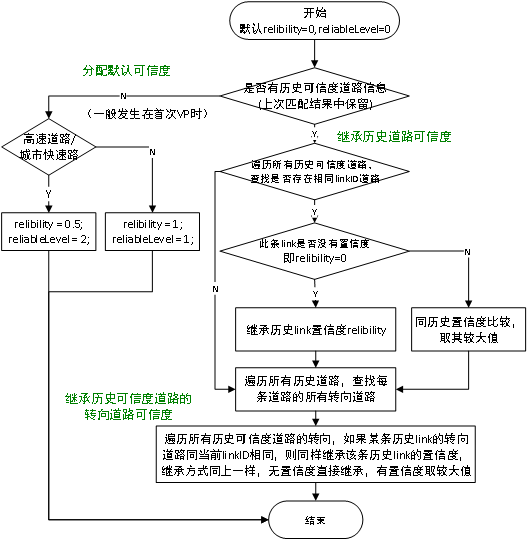 开始
默认relibility=0,reliableLevel=0
分配默认可信度
是否有历史可信度道路信息
(上次匹配结果中保留)
N
(一般发生在首次VP时)
Y
继承历史道路可信度
高速道路/
城市快速路
N
Y
遍历所有历史可信度道路,
查找是否存在相同linkID道路
Y
relibility=0.5;
reliableLevel=2;
relibility=1;
reliableLevel=1;
此条link是否没有置信度
即relibility=0
N
N
Y
继承历史link置信度relibility
同历史置信度比较,
取其较大值
遍历所有历史道路，查找每
条道路的所有转向道路
继承历史可信度道路的
转向道路可信度
遍历所有历史可信度道路的转向，如果某条历史link的转向
道路同当前linkID相同，则同样继承该条历史link的置信度，
继承方式同上一样，无置信度直接继承，有置信度取较大值
结束